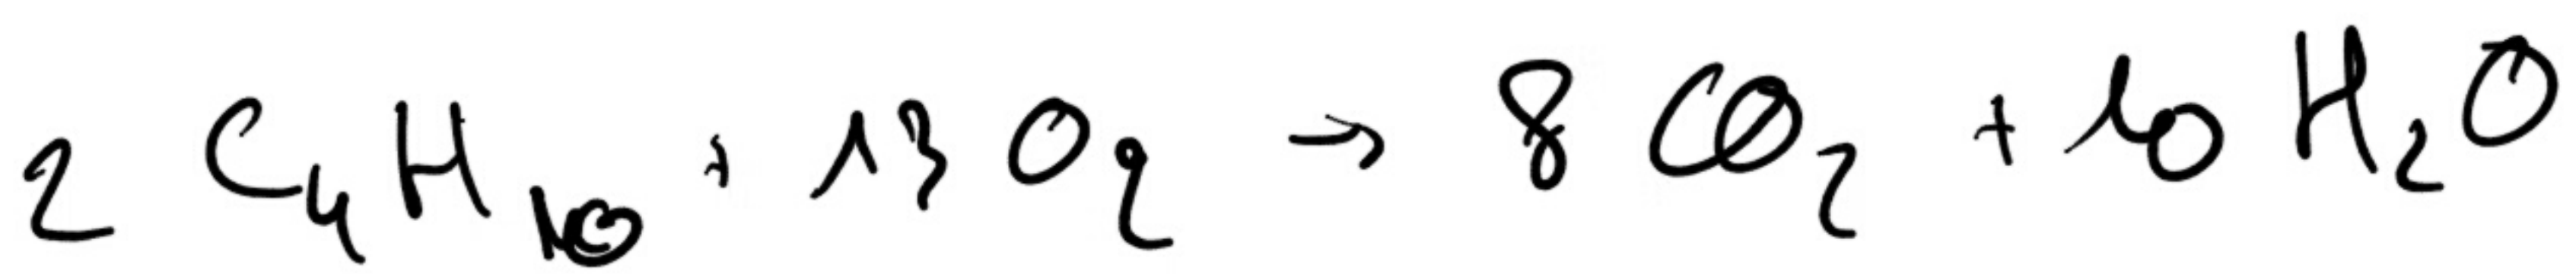 2 C₄H₁₀ + 13 O₂ → 8 CO₂ + 10 H₂O